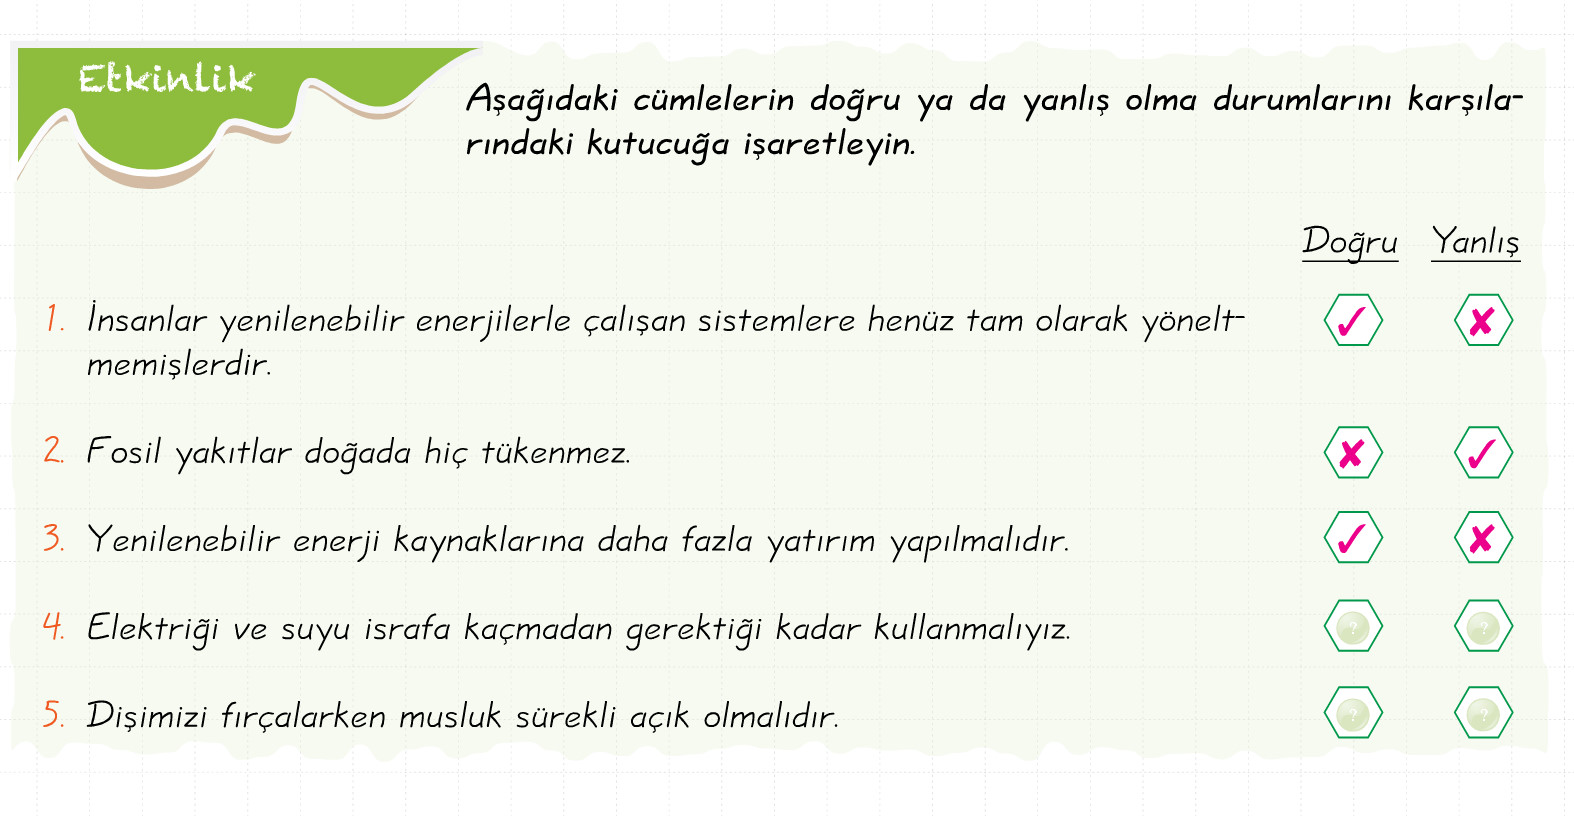 Etkinlik
Aşağıdaki cümlelerin doğru ya da yanlış olma durumlarını karşıla-
rındaki kutucuğa işaretleyin.
Doğru Yanlış
1. İnsanlar yenilenebilir enerjilerle çalışan sistemlere henüz tam olarak yönelt- ✓ ✘
memişlerdir.
2. Fosil yakıtlar doğada hiç tükenmez. ✘ ✓
3. Yenilenebilir enerji kaynaklarına daha fazla yatırım yapılmalıdır. ✓ ✘
4. Elektriği ve suyu israfa kaçmadan gerektiği kadar kullanmalıyız. ? ?
5. Dişimizi fırçalarken musluk sürekli açık olmalıdır. ? ?